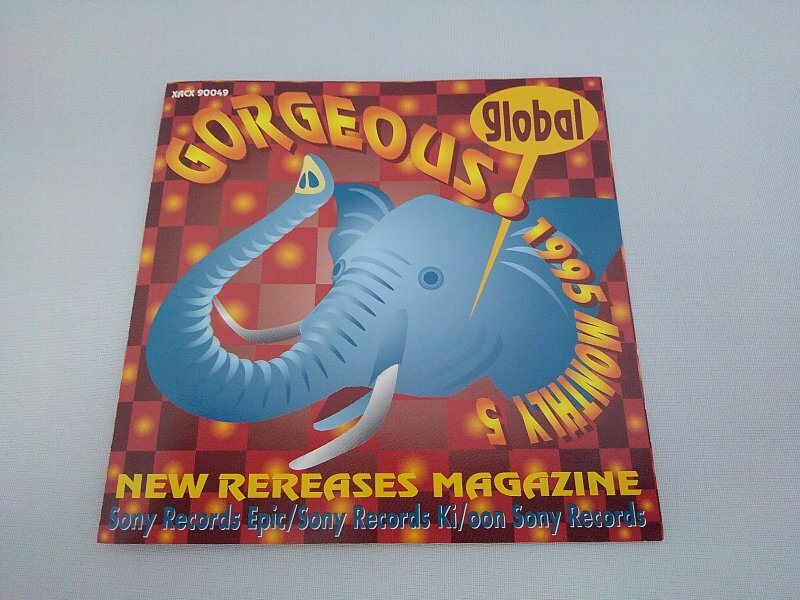 XACX 90049
GORGEOUS!
global
1995 MONTHLY 5
NEW REREASES MAGAZINE
Sony Records Epic/Sony Records Ki/oon Sony Records